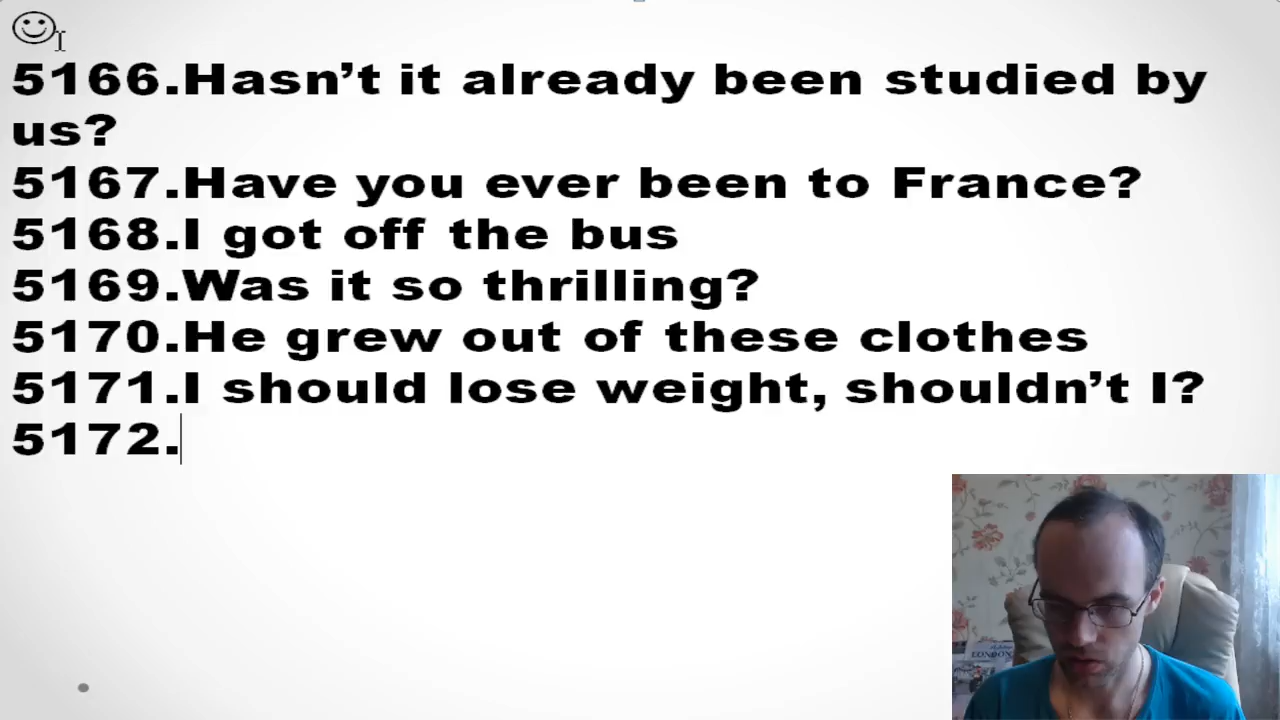 5166.Hasn’t it already been studied by
us?
5167.Have you ever been to France?
5168.I got off the bus
5169.Was it so thrilling?
5170.He grew out of these clothes
5171.I should lose weight, shouldn’t I?
5172.
LONDON